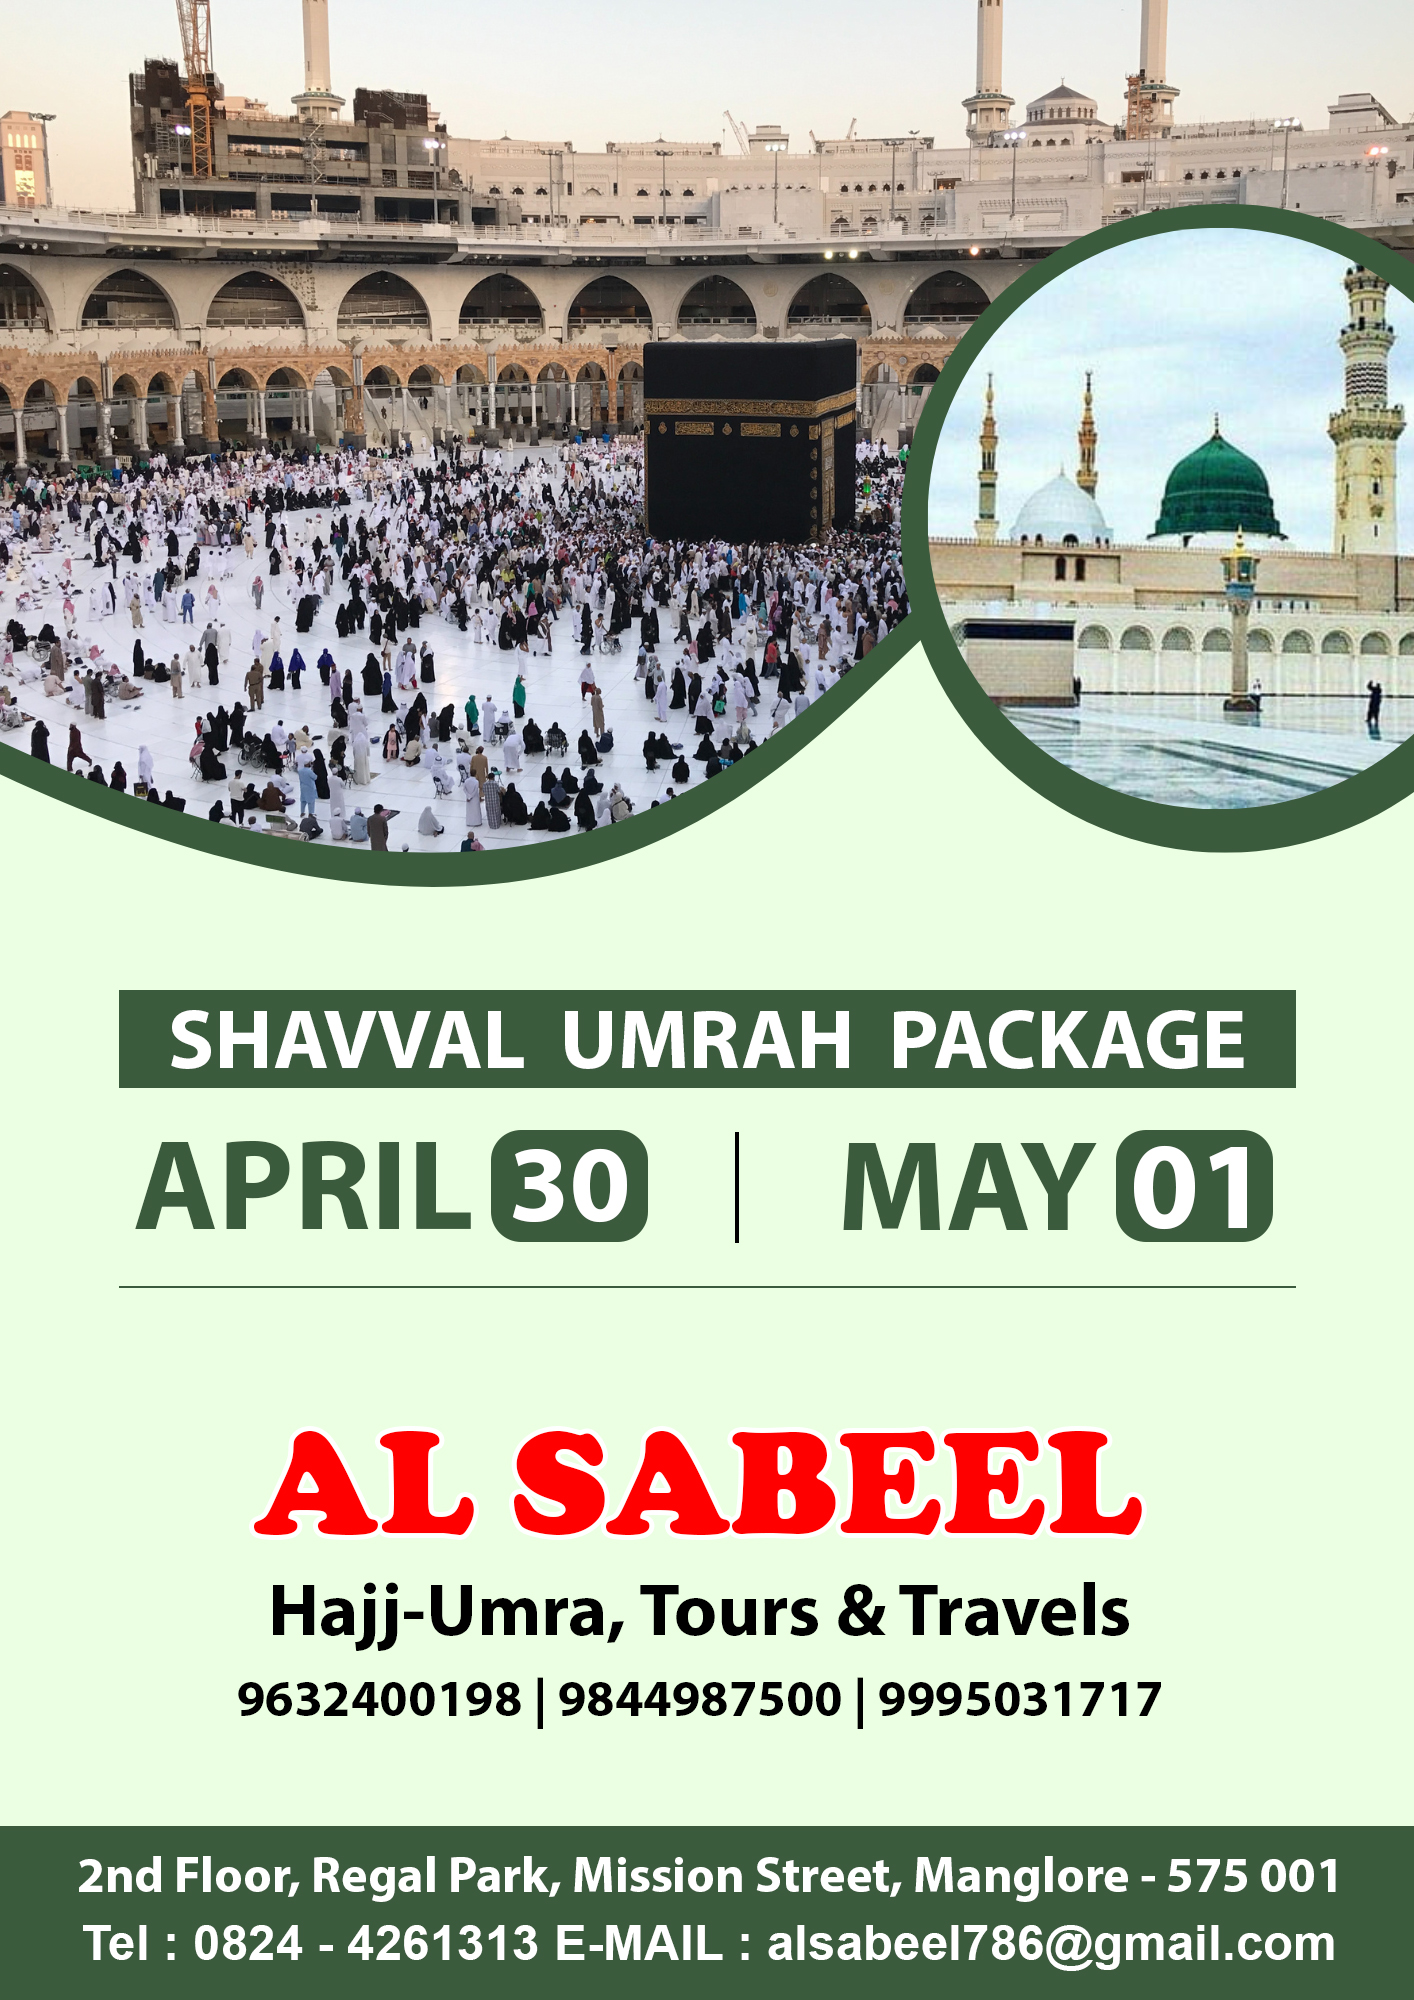 SHAVVAL UMRAH PACKAGE
APRIL 30 | MAY 01
AL SABEEL
Hajj-Umra, Tours & Travels
9632400198 | 9844987500 | 9995031717
2nd Floor, Regal Park, Mission Street, Manglore - 575 001
Tel : 0824 - 4261313 E-MAIL : alsabeel786@gmail.com